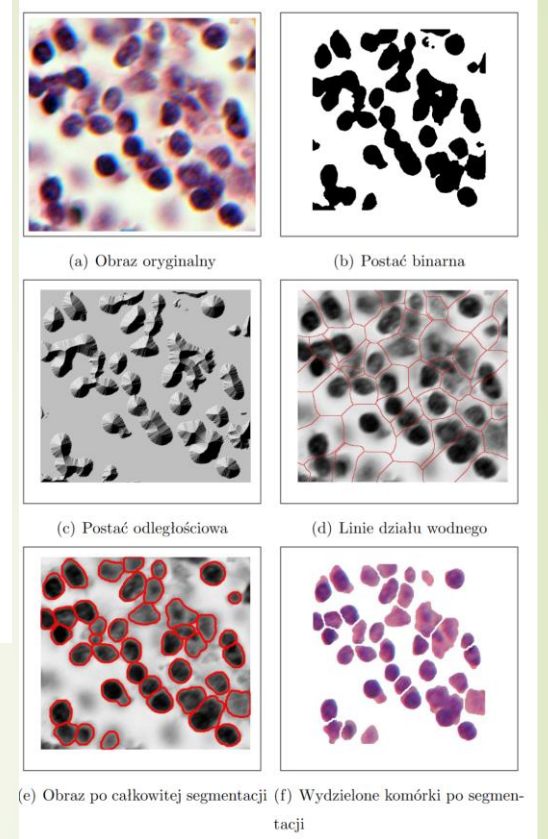 (a) Obraz oryginalny
(b) Postać binarna
(c) Postać odległościowa
(d) Linie działu wodnego
(e) Obraz po całkowitej segmentacji
(f) Wydzielone komórki po segmen-
tacji